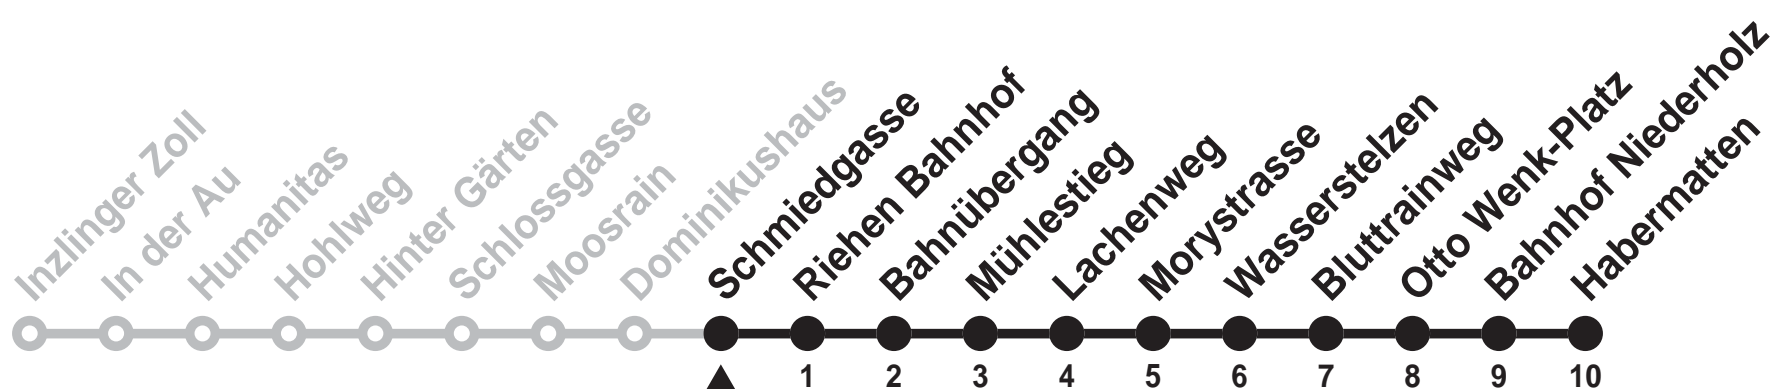 Inzlinger Zoll
In der Au
Humanitas
Hohlweg
Hinter Gärten
Schlossgasse
Moosrain
Dominikushaus
Schmiedgasse
Riehen Bahnhof
Bahnübergang
Mühlestieg
Lachenweg
Morystrasse
Wasserstelzen
Bluttrainweg
Otto Wenk-Platz
Bahnhof Niederholz
Habermatten
1 2 3 4 5 6 7 8 9 10